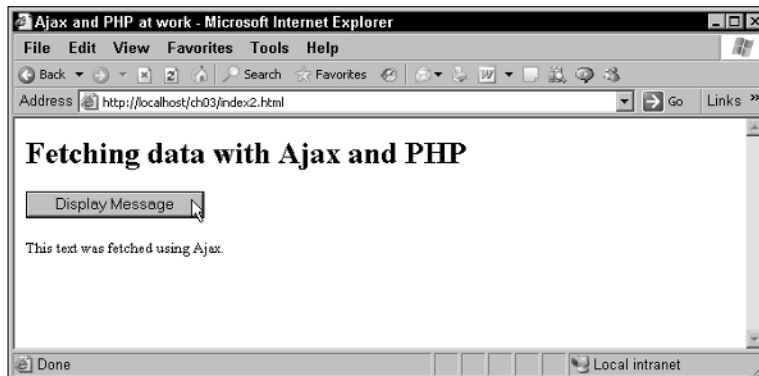 Ajax and PHP at work - Microsoft Internet Explorer
File Edit View Favorites Tools Help
Back Search Favorites
Address http://localhost/ch03/index2.html Go Links »
Fetching data with Ajax and PHP
Display Message
This text was fetched using Ajax.
Done Local intranet